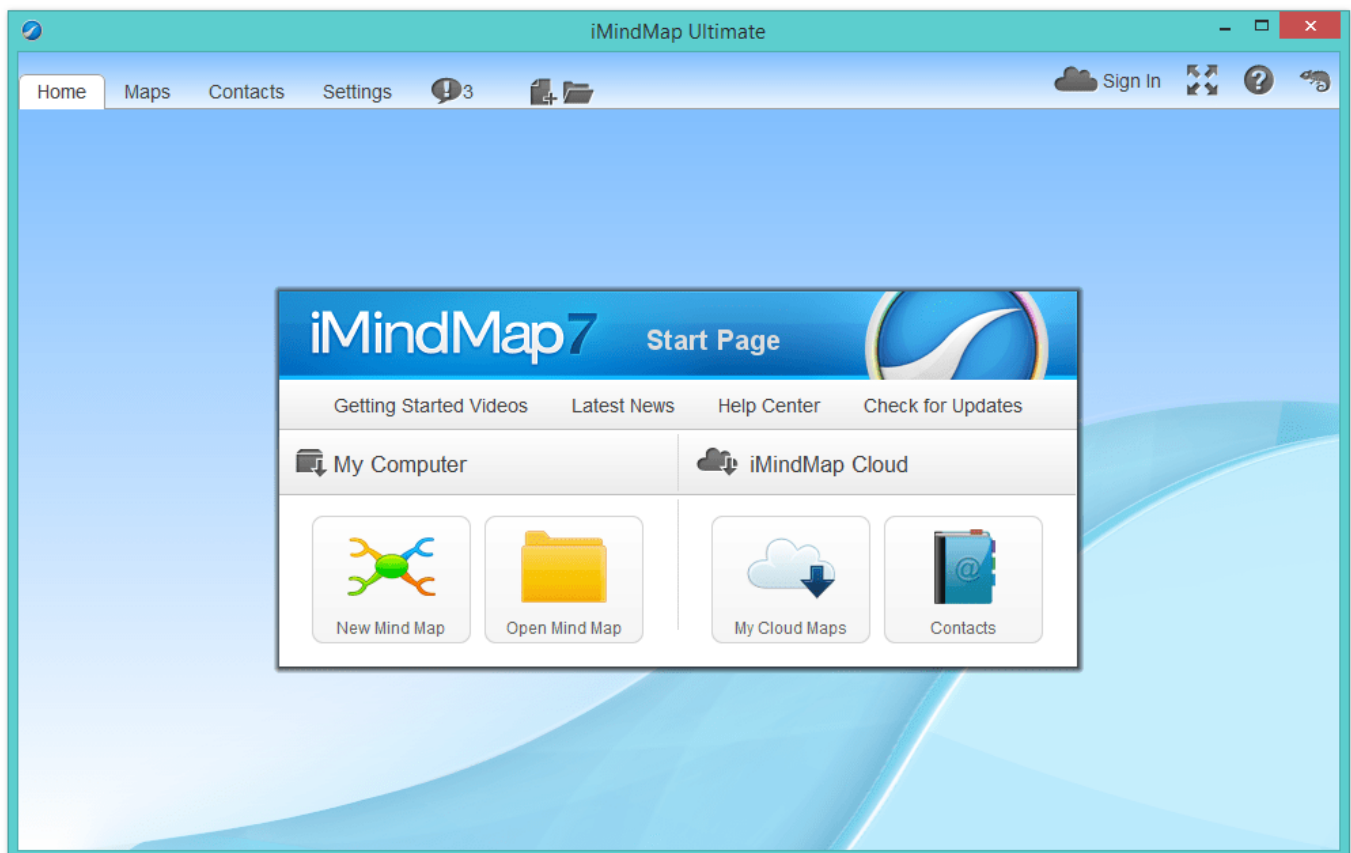 iMindMap Ultimate
Home Maps Contacts Settings 3 Sign In
iMindMap7 Start Page
Getting Started Videos Latest News Help Center Check for Updates
My Computer iMindMap Cloud
New Mind Map Open Mind Map My Cloud Maps Contacts